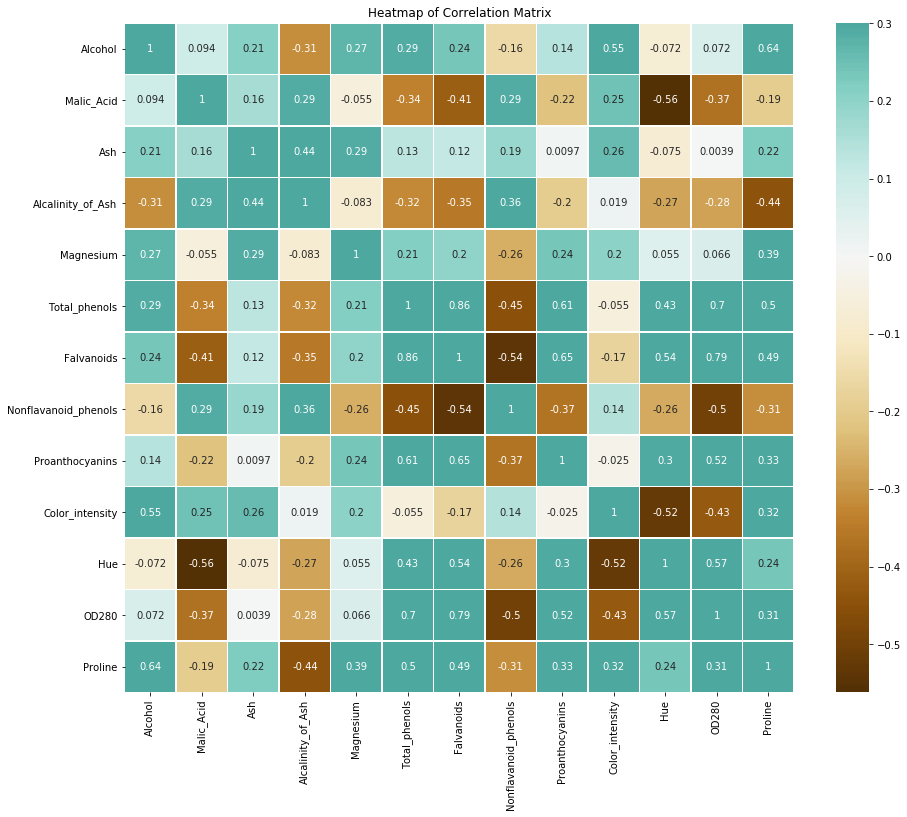 Heatmap of Correlation Matrix
Alcohol 1 0.094 0.21 -0.31 0.27 0.29 0.24 -0.16 0.14 0.55 -0.072 0.072 0.64
Malic_Acid 0.094 1 0.16 0.29 -0.055 -0.34 -0.41 0.29 -0.22 0.25 -0.56 -0.37 -0.19
Ash 0.21 0.16 1 0.44 0.29 0.13 0.12 0.19 0.0097 0.26 -0.075 0.0039 0.22
Alcalinity_of_Ash -0.31 0.29 0.44 1 -0.083 -0.32 -0.35 0.36 -0.2 0.019 -0.27 -0.28 -0.44
Magnesium 0.27 -0.055 0.29 -0.083 1 0.21 0.2 -0.26 0.24 0.2 0.055 0.066 0.39
Total_phenols 0.29 -0.34 0.13 -0.32 0.21 1 0.86 -0.45 0.61 -0.055 0.43 0.7 0.5
Falvanoids 0.24 -0.41 0.12 -0.35 0.2 0.86 1 -0.54 0.65 -0.17 0.54 0.79 0.49
Nonflavanoid_phenols -0.16 0.29 0.19 0.36 -0.26 -0.45 -0.54 1 -0.37 0.14 -0.26 -0.5 -0.31
Proanthocyanins 0.14 -0.22 0.0097 -0.2 0.24 0.61 0.65 -0.37 1 -0.025 0.3 0.52 0.33
Color_intensity 0.55 0.25 0.26 0.019 0.2 -0.055 -0.17 0.14 -0.025 1 -0.52 -0.43 0.32
Hue -0.072 -0.56 -0.075 -0.27 0.055 0.43 0.54 -0.26 0.3 -0.52 1 0.57 0.24
OD280 0.072 -0.37 0.0039 -0.28 0.066 0.7 0.79 -0.5 0.52 -0.43 0.57 1 0.31
Proline 0.64 -0.19 0.22 -0.44 0.39 0.5 0.49 -0.31 0.33 0.32 0.24 0.31 1
Alcohol
Malic_Acid
Ash
Alcalinity_of_Ash
Magnesium
Total_phenols
Falvanoids
Nonflavanoid_phenols
Proanthocyanins
Color_intensity
Hue
OD280
Proline
0.3
0.2
0.1
0.0
−0.1
−0.2
−0.3
−0.4
−0.5